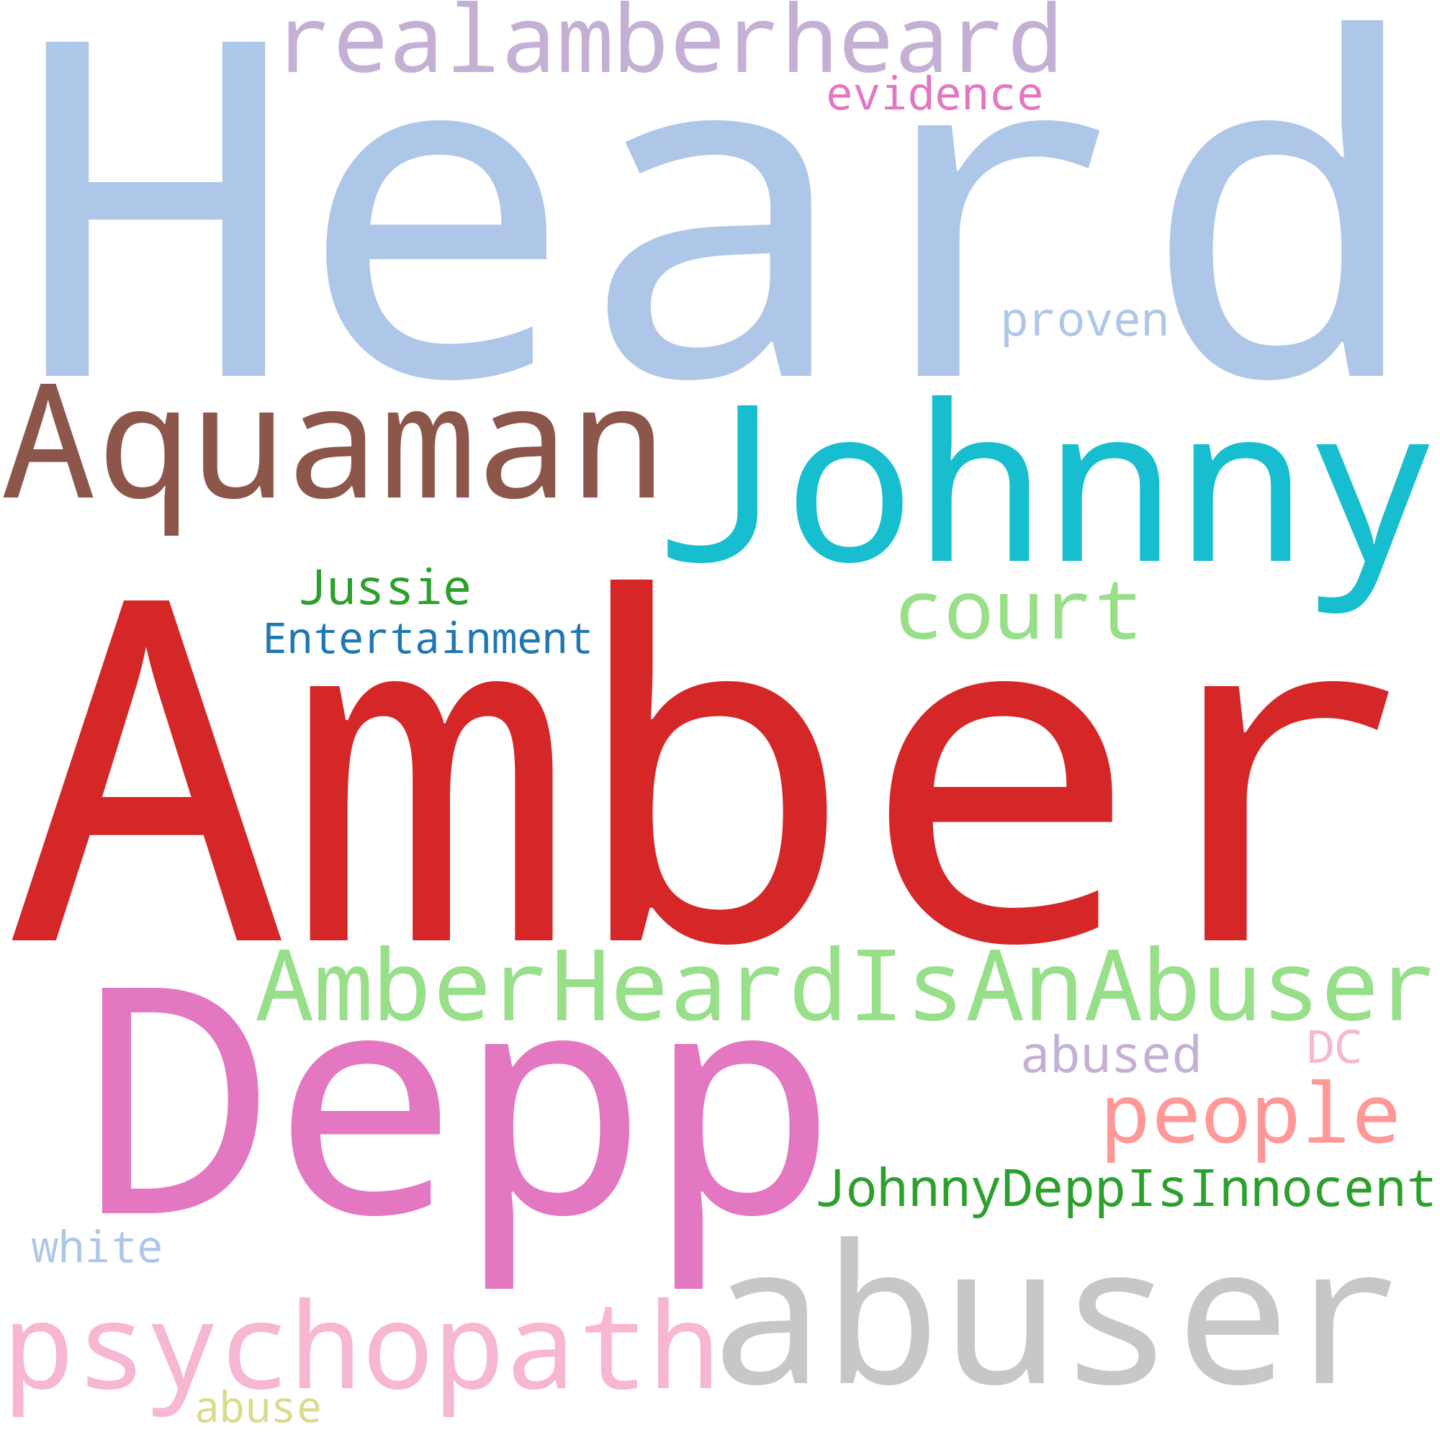 realamberheard
evidence
Heard
proven
Aquaman
Johnny
Jussie
court
Entertainment
Amber
AmberHeardIsAnAbuser
Depp
abused
DC
people
JohnnyDeppIsInnocent
white
abuser
psychopath
abuse